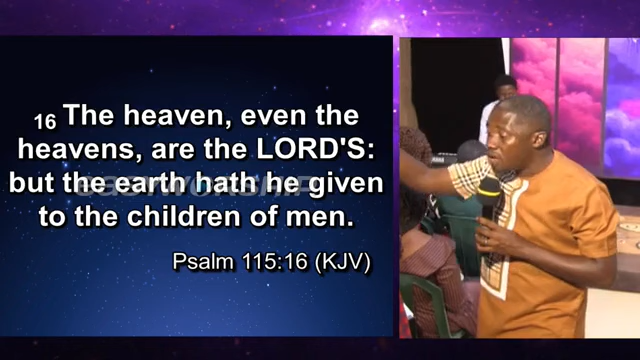 16 The heaven, even the
heavens, are the LORD'S:
but the earth hath he given
to the children of men.
EASYWORSHIP
Psalm 115:16 (KJV)